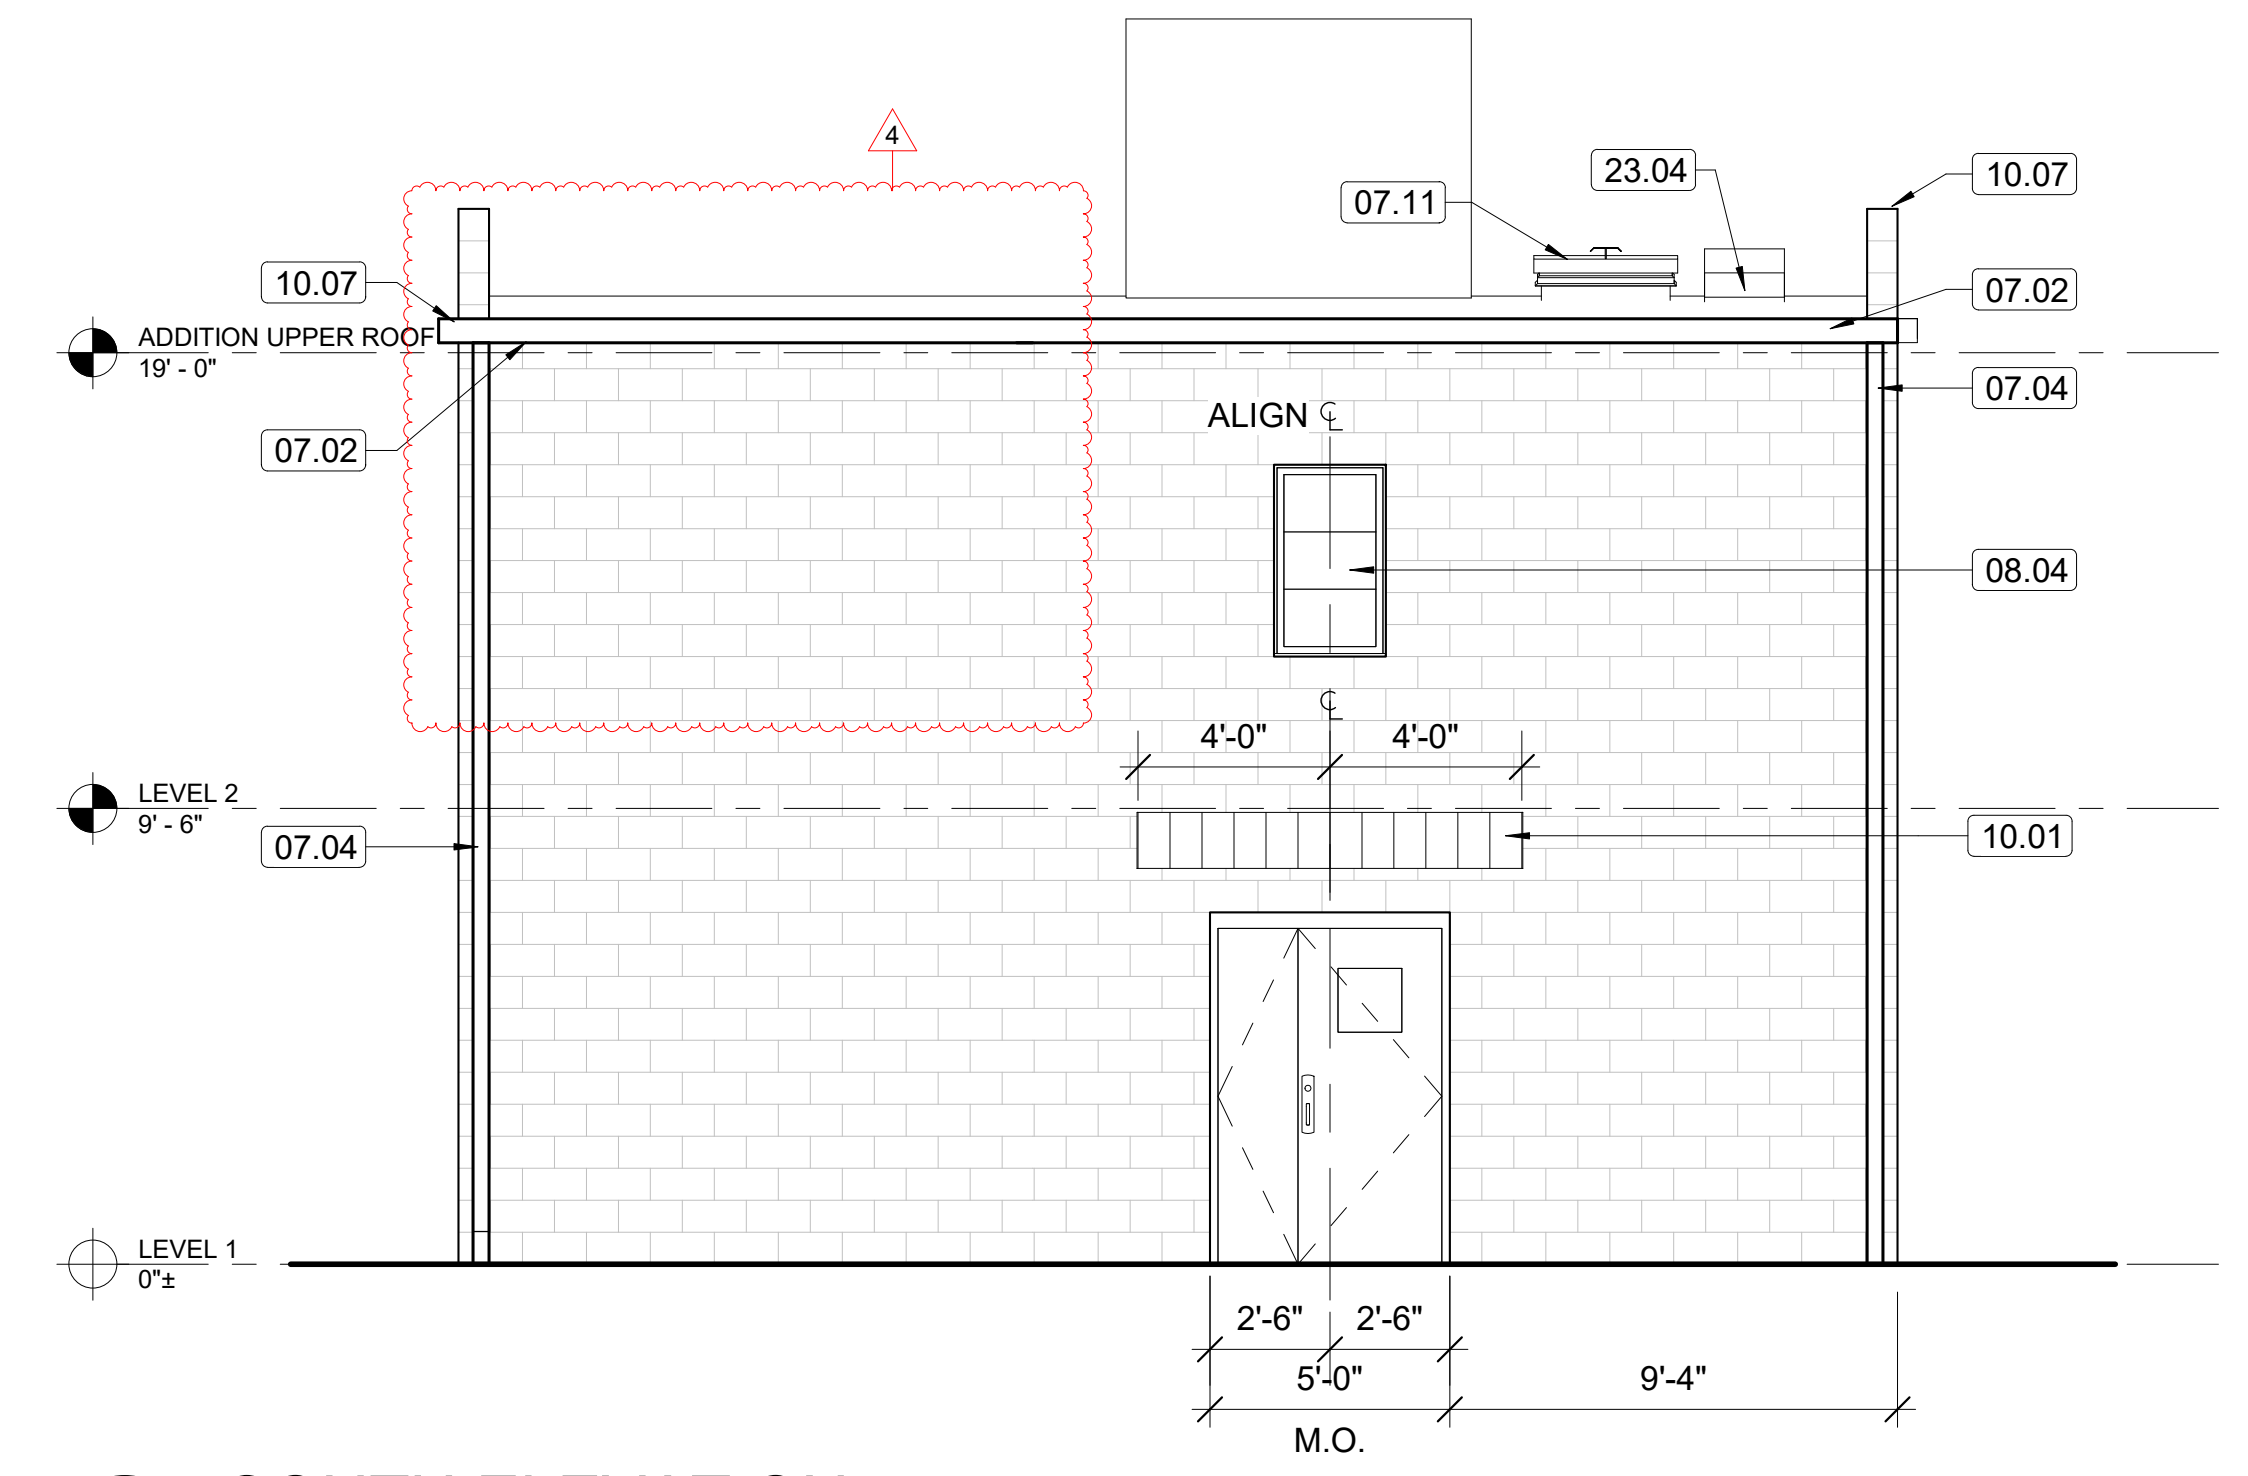 4
23.04
10.07
07.11
10.07
07.02
ADDITION UPPER ROOF
19' - 0"
07.04
ALIGN ℄
07.02
08.04
℄
4'-0" 4'-0"
LEVEL 2
9' - 6"
10.01
07.04
LEVEL 1
0"±
2'-6" 2'-6"
5'-0" 9'-4"
M.O.